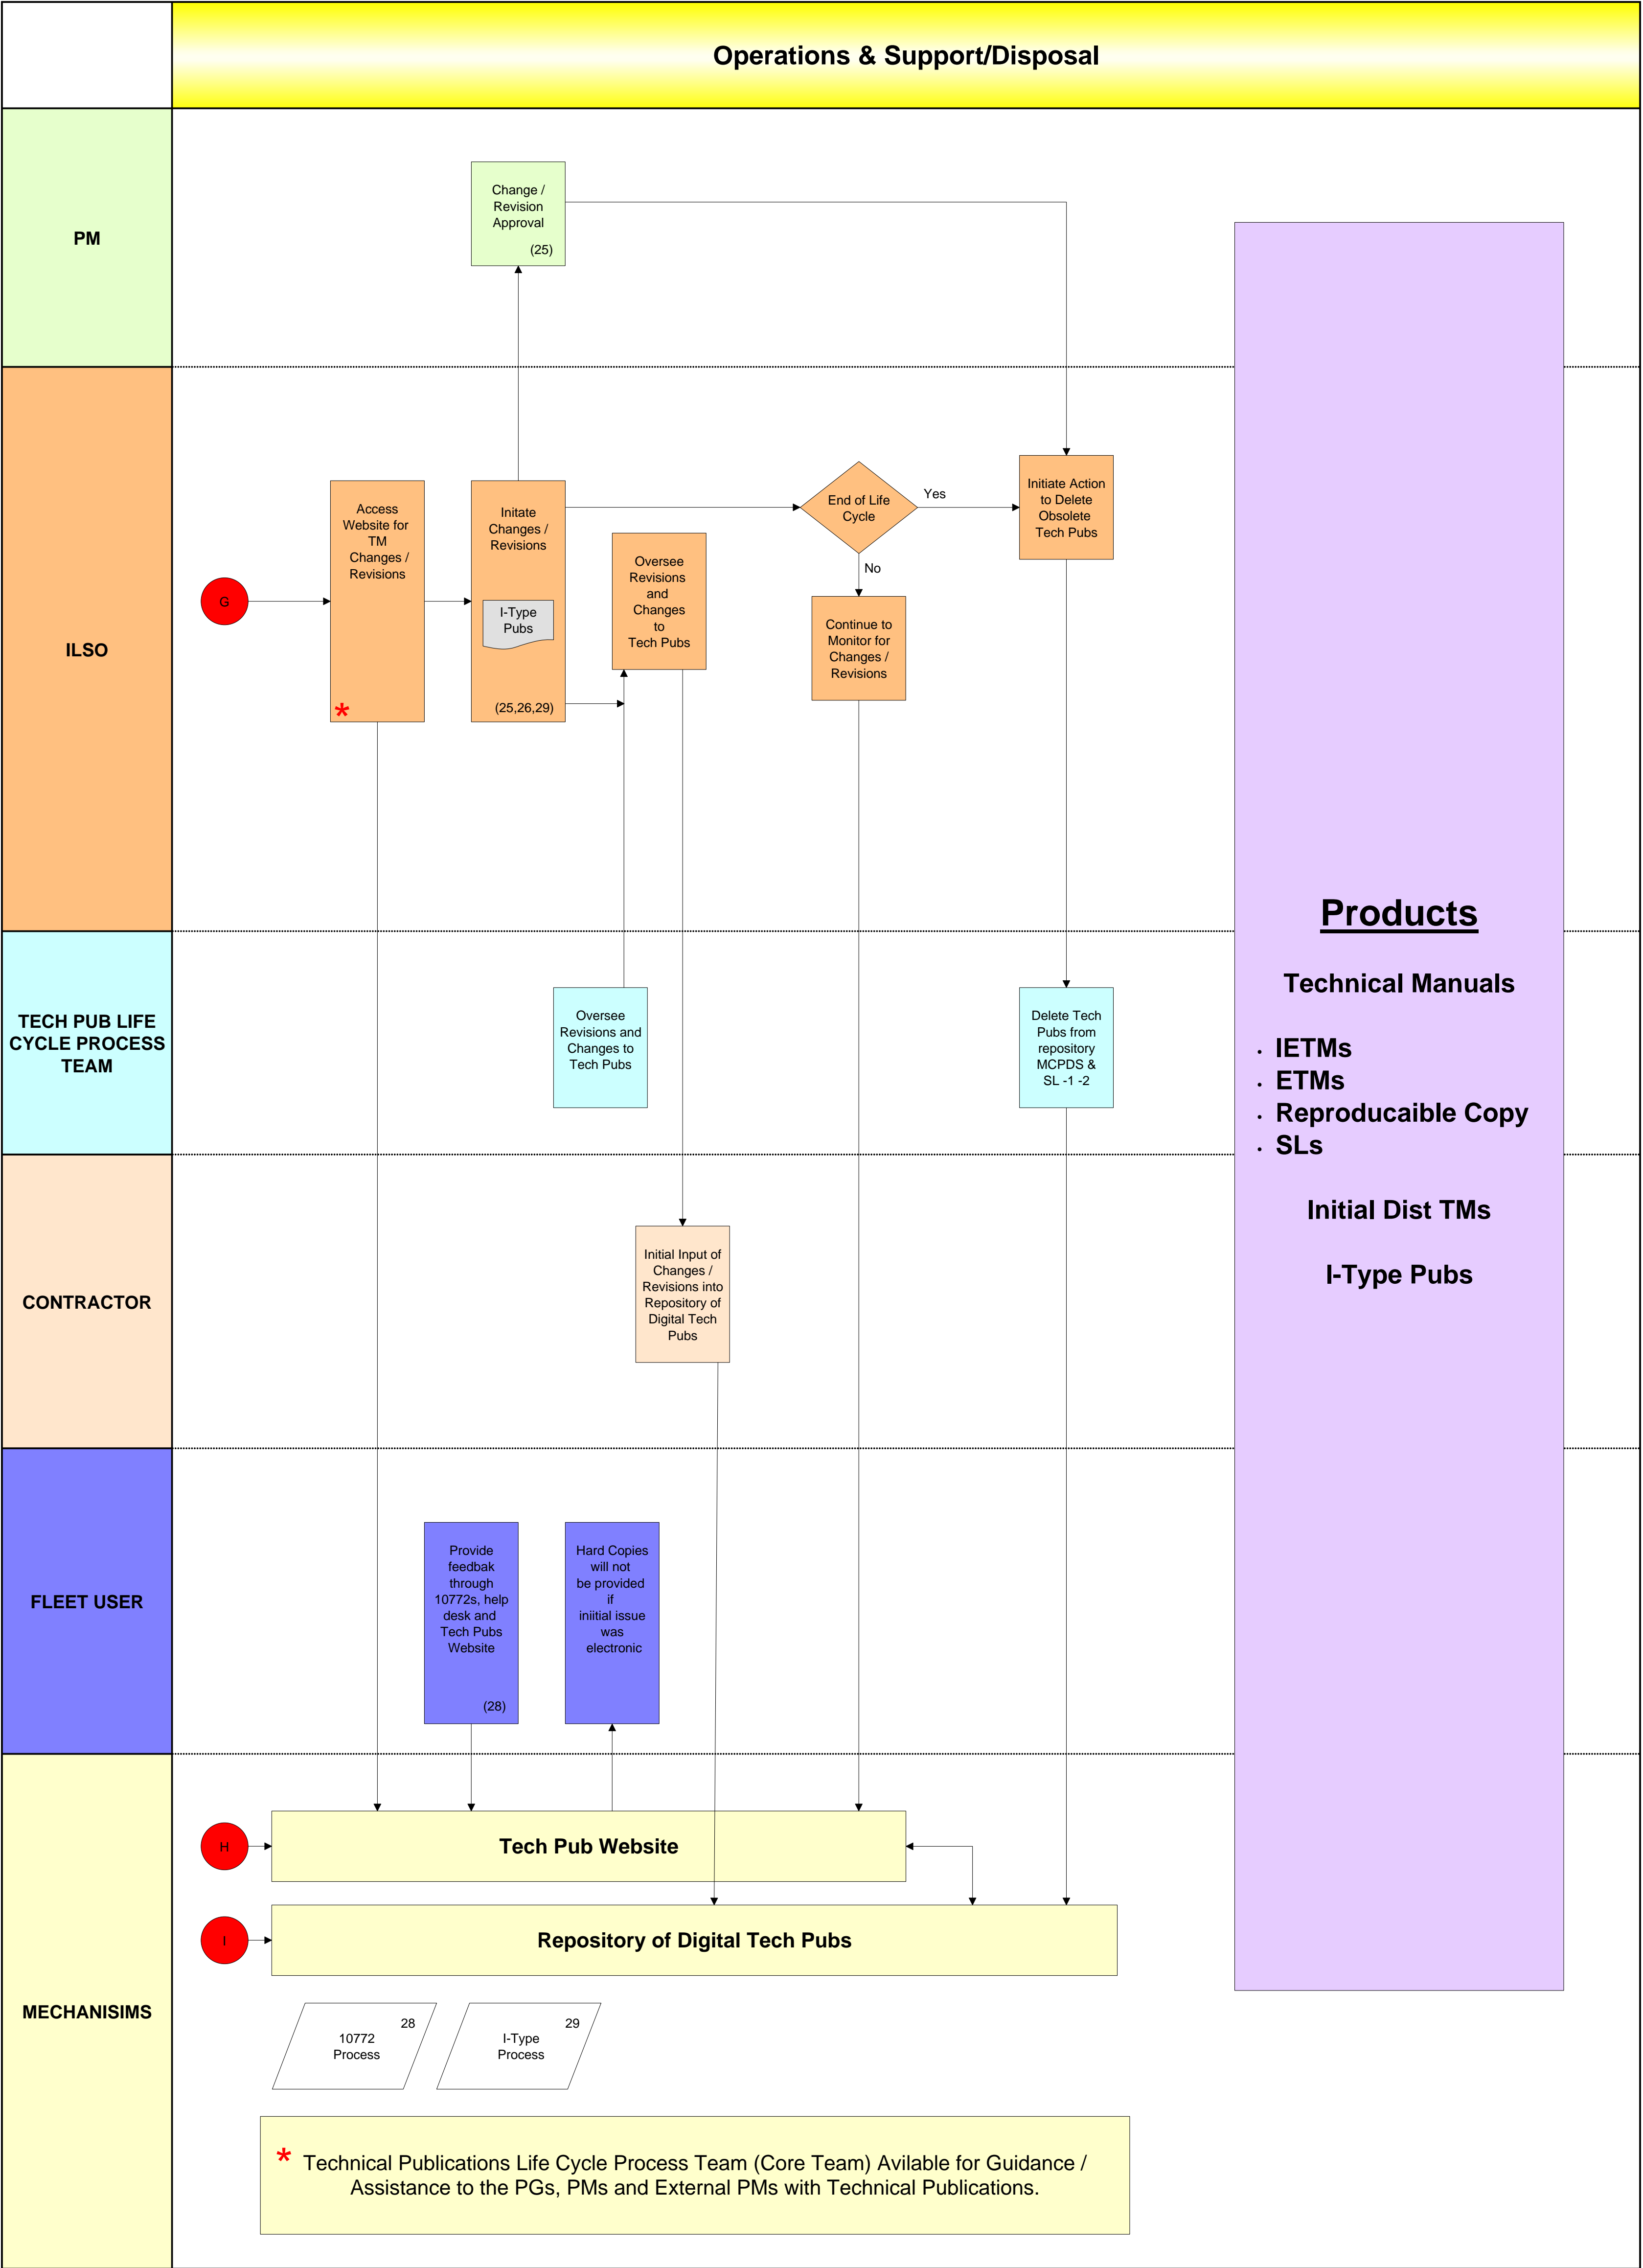 Operations & Support/Disposal
PM
Change /
Revision
Approval
(25)
ILSO
G
Access
Website for
TM
Changes /
Revisions
*
Initate
Changes /
Revisions
I-Type
Pubs
(25,26,29)
Oversee
Revisions
and
Changes
to
Tech Pubs
End of Life
Cycle
Yes
No
Continue to
Monitor for
Changes /
Revisions
Initiate Action
to Delete
Obsolete
Tech Pubs
TECH PUB LIFE
CYCLE PROCESS
TEAM
Oversee
Revisions and
Changes to
Tech Pubs
Delete Tech
Pubs from
repository
MCPDS &
SL -1 -2
CONTRACTOR
Initial Input of
Changes /
Revisions into
Repository of
Digital Tech
Pubs
FLEET USER
Provide
feedbak
through
10772s, help
desk and
Tech Pubs
Website
(28)
Hard Copies
will not
be provided
if
iniitial issue
was
electronic
MECHANISIMS
H
Tech Pub Website
I
Repository of Digital Tech Pubs
28
10772
Process
29
I-Type
Process
* Technical Publications Life Cycle Process Team (Core Team) Avilable for Guidance /
Assistance to the PGs, PMs and External PMs with Technical Publications.
Products
Technical Manuals
• IETMs
• ETMs
• Reproducaible Copy
• SLs
Initial Dist TMs
I-Type Pubs